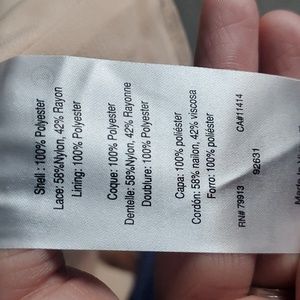 Shell : 100% Polyester
Lace: 58%Nylon, 42% Rayon
Lining: 100% Polyester
Coque: 100% Polyester
Dentelle: 58%Nylon, 42% Rayonne
Doublure: 100% Polyester
Capa: 100% poliéster
Cordón: 58% nailon, 42% viscosa
Forro: 100% poliéster
RN# 79913 CA#11414
92631